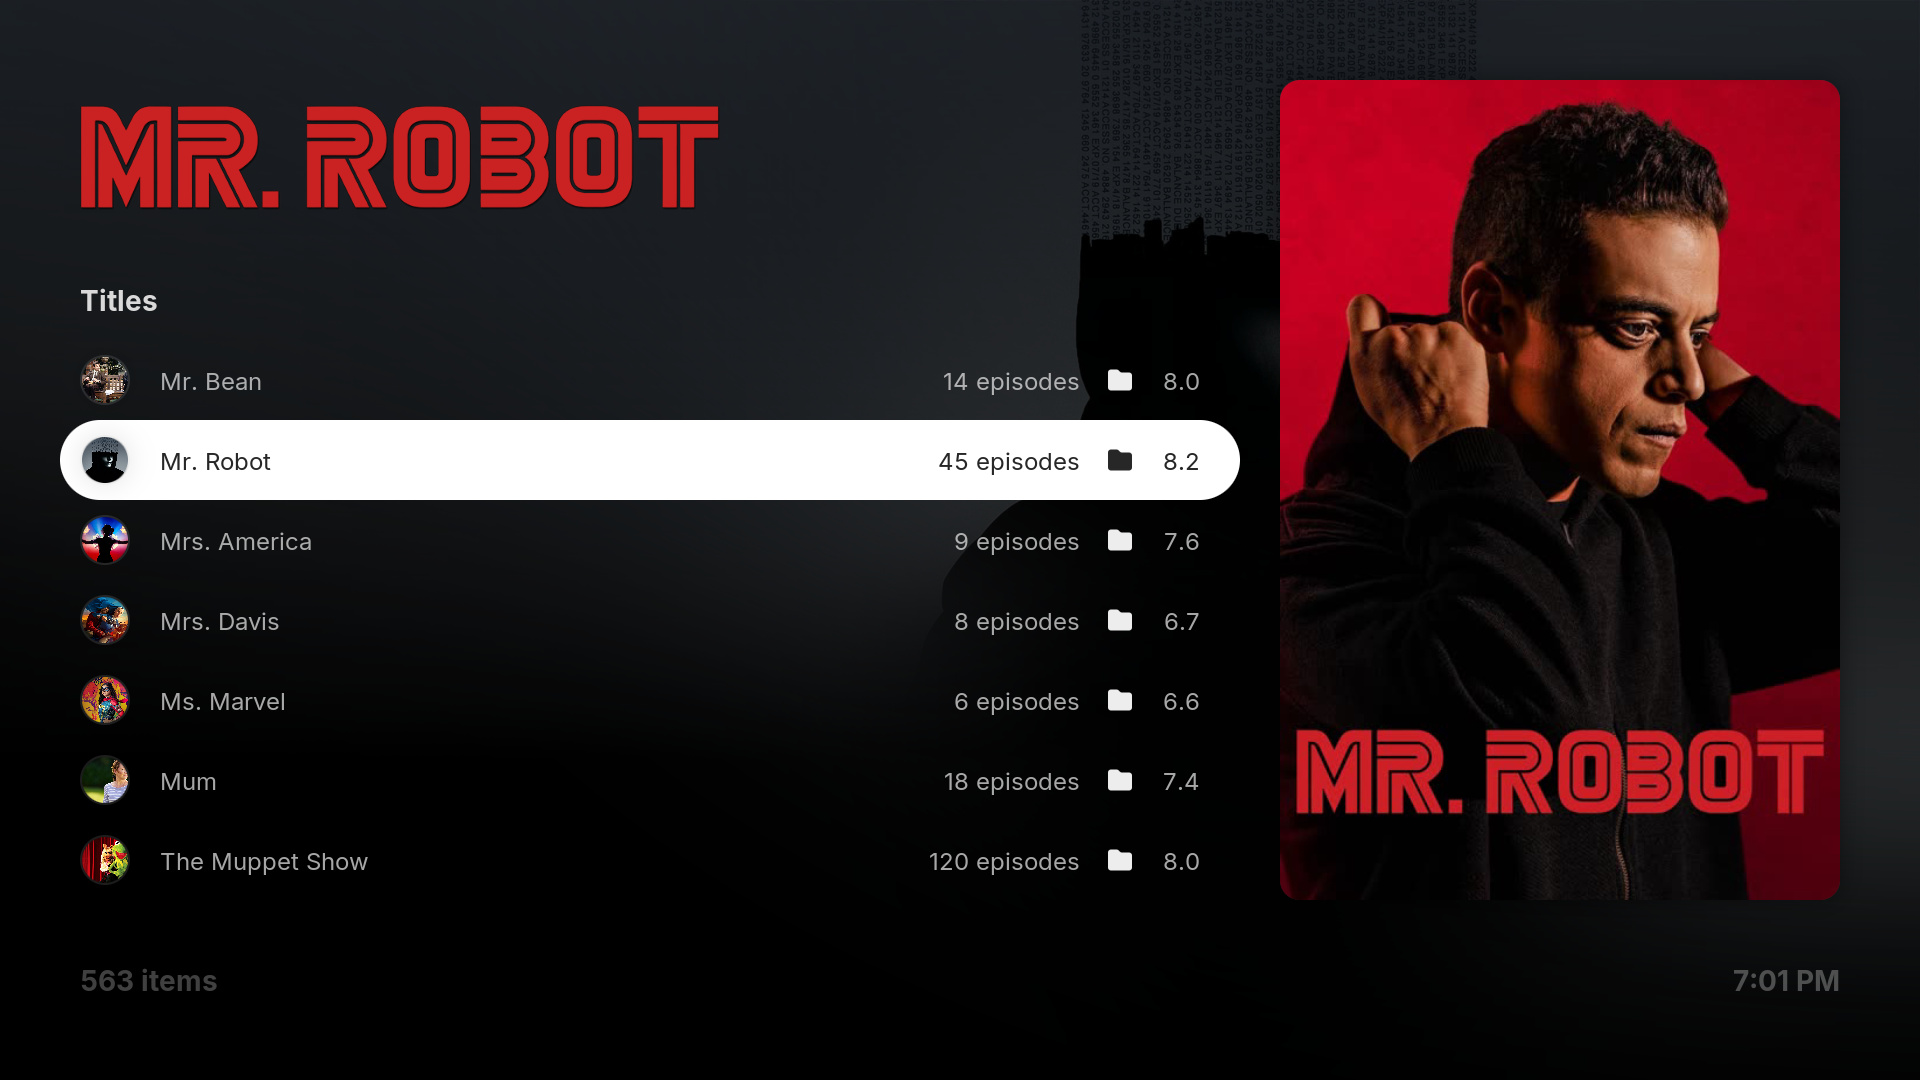 MR. ROBOT
Titles
Mr. Bean 14 episodes 8.0
Mr. Robot 45 episodes 8.2
Mrs. America 9 episodes 7.6
Mrs. Davis 8 episodes 6.7
Ms. Marvel 6 episodes 6.6
Mum 18 episodes 7.4
The Muppet Show 120 episodes 8.0
MR. ROBOT
563 items
7:01 PM